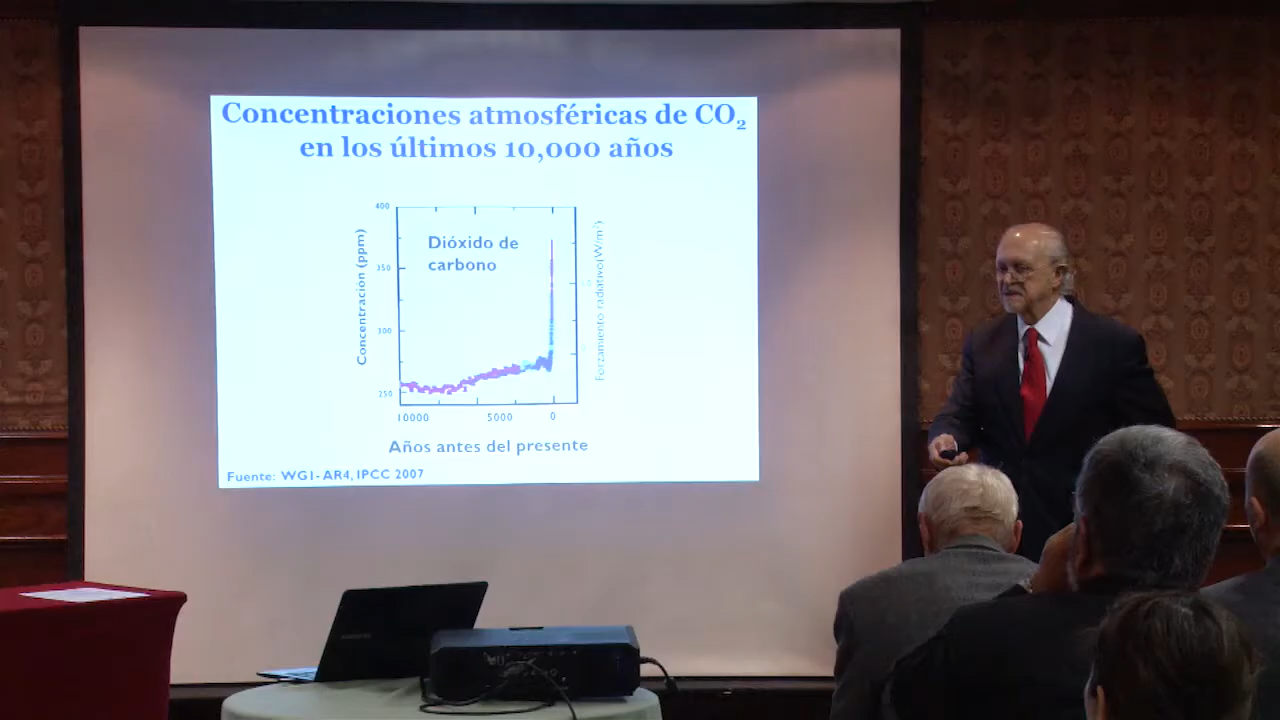 Concentraciones atmosféricas de CO₂
en los últimos 10,000 años
400
350
300
250
Concentración (ppm)
Dióxido de
carbono
Forzamiento radiativo (W/m²)
10000 5000 0
Años antes del presente
Fuente: WG1-AR4, IPCC 2007